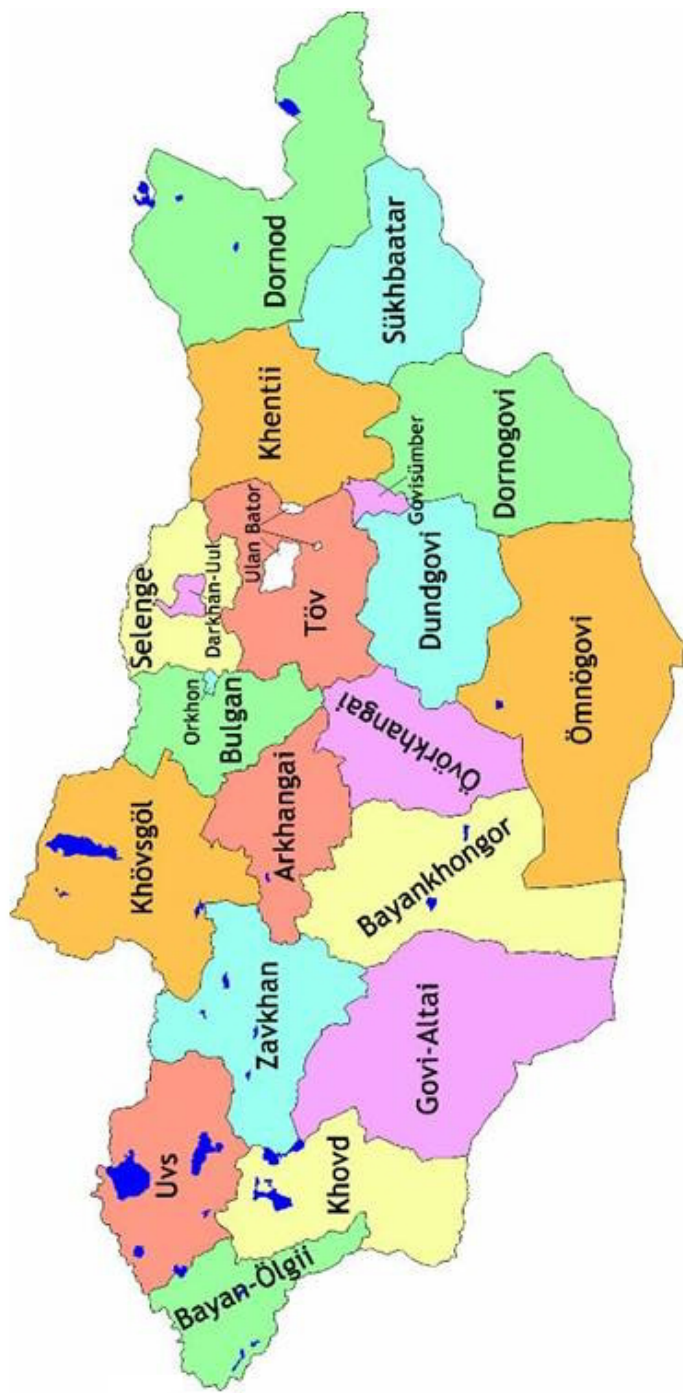 Bayan-Ölgii
Uvs
Khovd
Zavkhan
Govi-Altai
Khövsgöl
Arkhangai
Bayankhongor
Orkhon
Bulgan
Övörkhangai
Selenge
Darkhan-Uul
Ulan Bator
Töv
Dundgovi
Ömnögovi
Khentii
Govisümber
Dornogovi
Dornod
Sükhbaatar